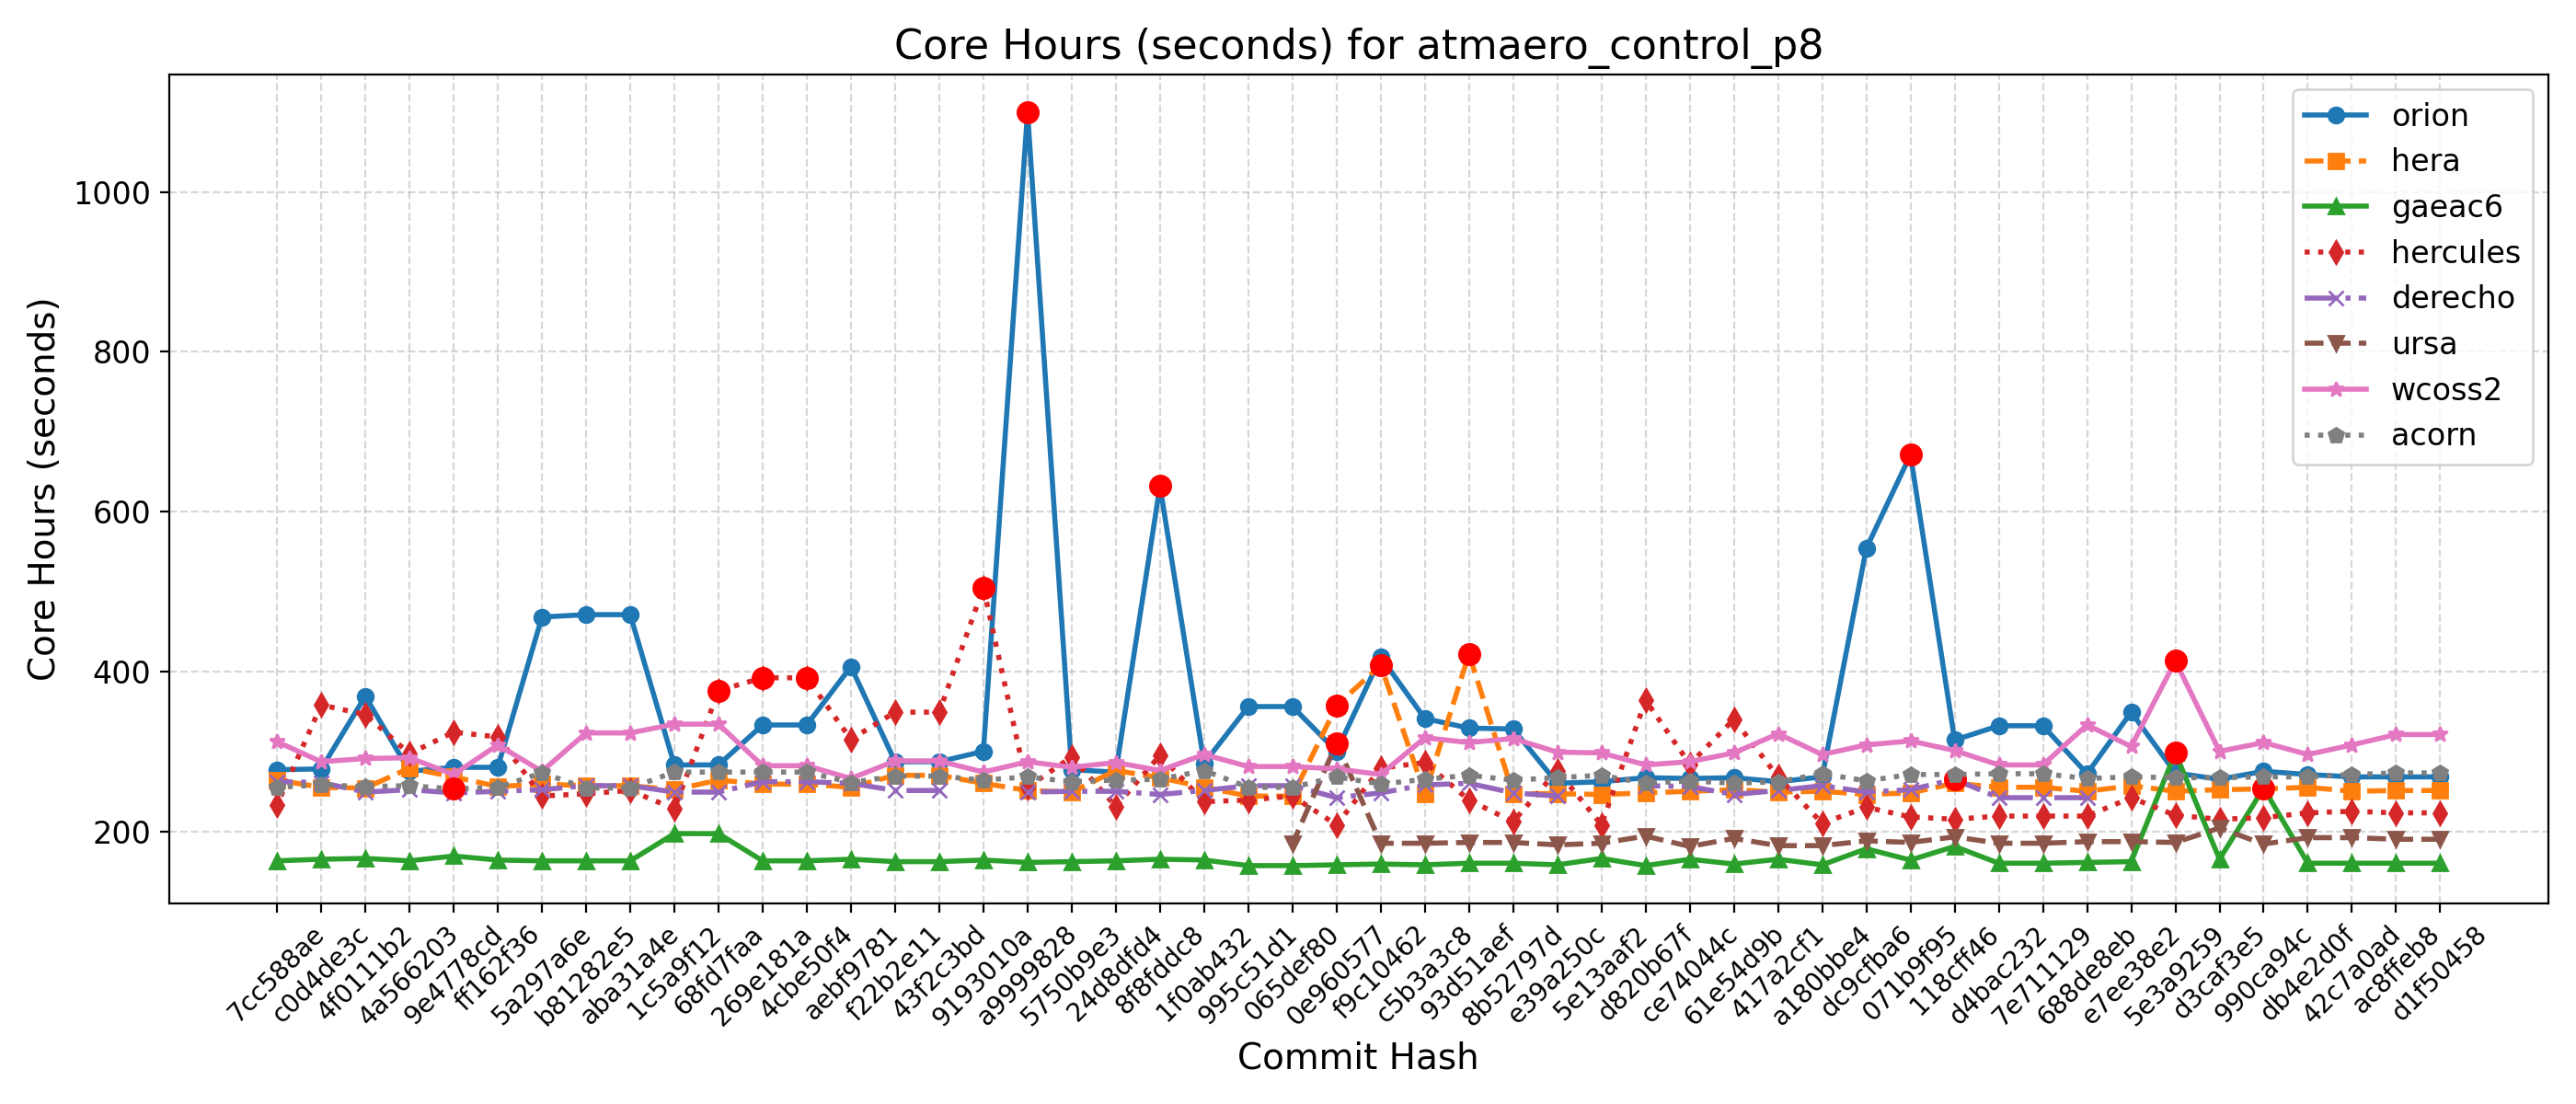 Core Hours (seconds) for atmaero_control_p8
Core Hours (seconds)
1000
800
600
400
200
orion
hera
gaeac6
hercules
derecho
ursa
wcoss2
acorn
7cc588ae
c0d4de3c
4f0111b2
4a566203
9e4778cd
ff162f36
5a297a6e
b81282e5
aba31a4e
1c5a9f12
68fd7faa
269e181a
4cbe50f4
aebf9781
f22b2e11
43f2c3bd
9193010a
a9999828
5750b9e3
24d8dfd4
8f8fddc8
1f0ab432
995c51d1
065def80
0e960577
f9c10462
c5b3a3c8
93d51aef
8b52797d
e39a250c
5e13aaf2
d820b67f
ce74044c
61e54d9b
417a2cf1
a180bbe4
dc9cfba6
071b9f95
118cff46
d4bac232
7e711129
688de8eb
e7ee38e2
5e3a9259
d3caf3e5
990ca94c
db4e2d0f
42c7a0ad
ac8ffeb8
d1f50458
Commit Hash